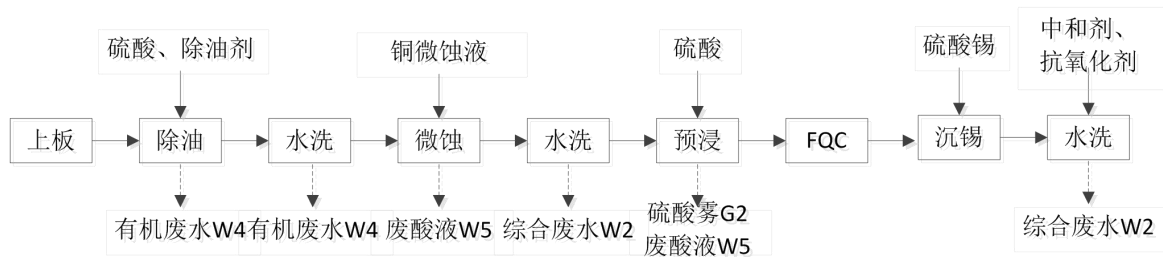 硫酸、除油剂
铜微蚀液
硫酸
硫酸锡
中和剂、
抗氧化剂
上板
除油
水洗
微蚀
水洗
预浸
FQC
沉锡
水洗
有机废水W4
有机废水W4
废酸液W5
综合废水W2
硫酸雾G2
废酸液W5
综合废水W2